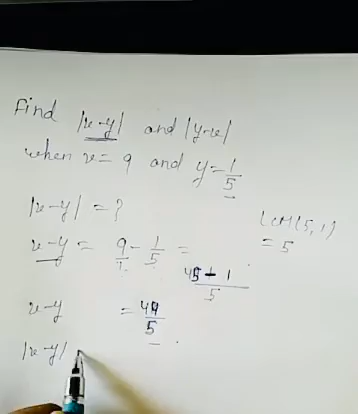 Find |x-y| and |y-x|
when x = 9 and y = 1/5
|x-y| = ?
x-y = 9/1 - 1/5 = 45-1/5
LCM(5,1) = 5
x-y = 44/5
|x-y|